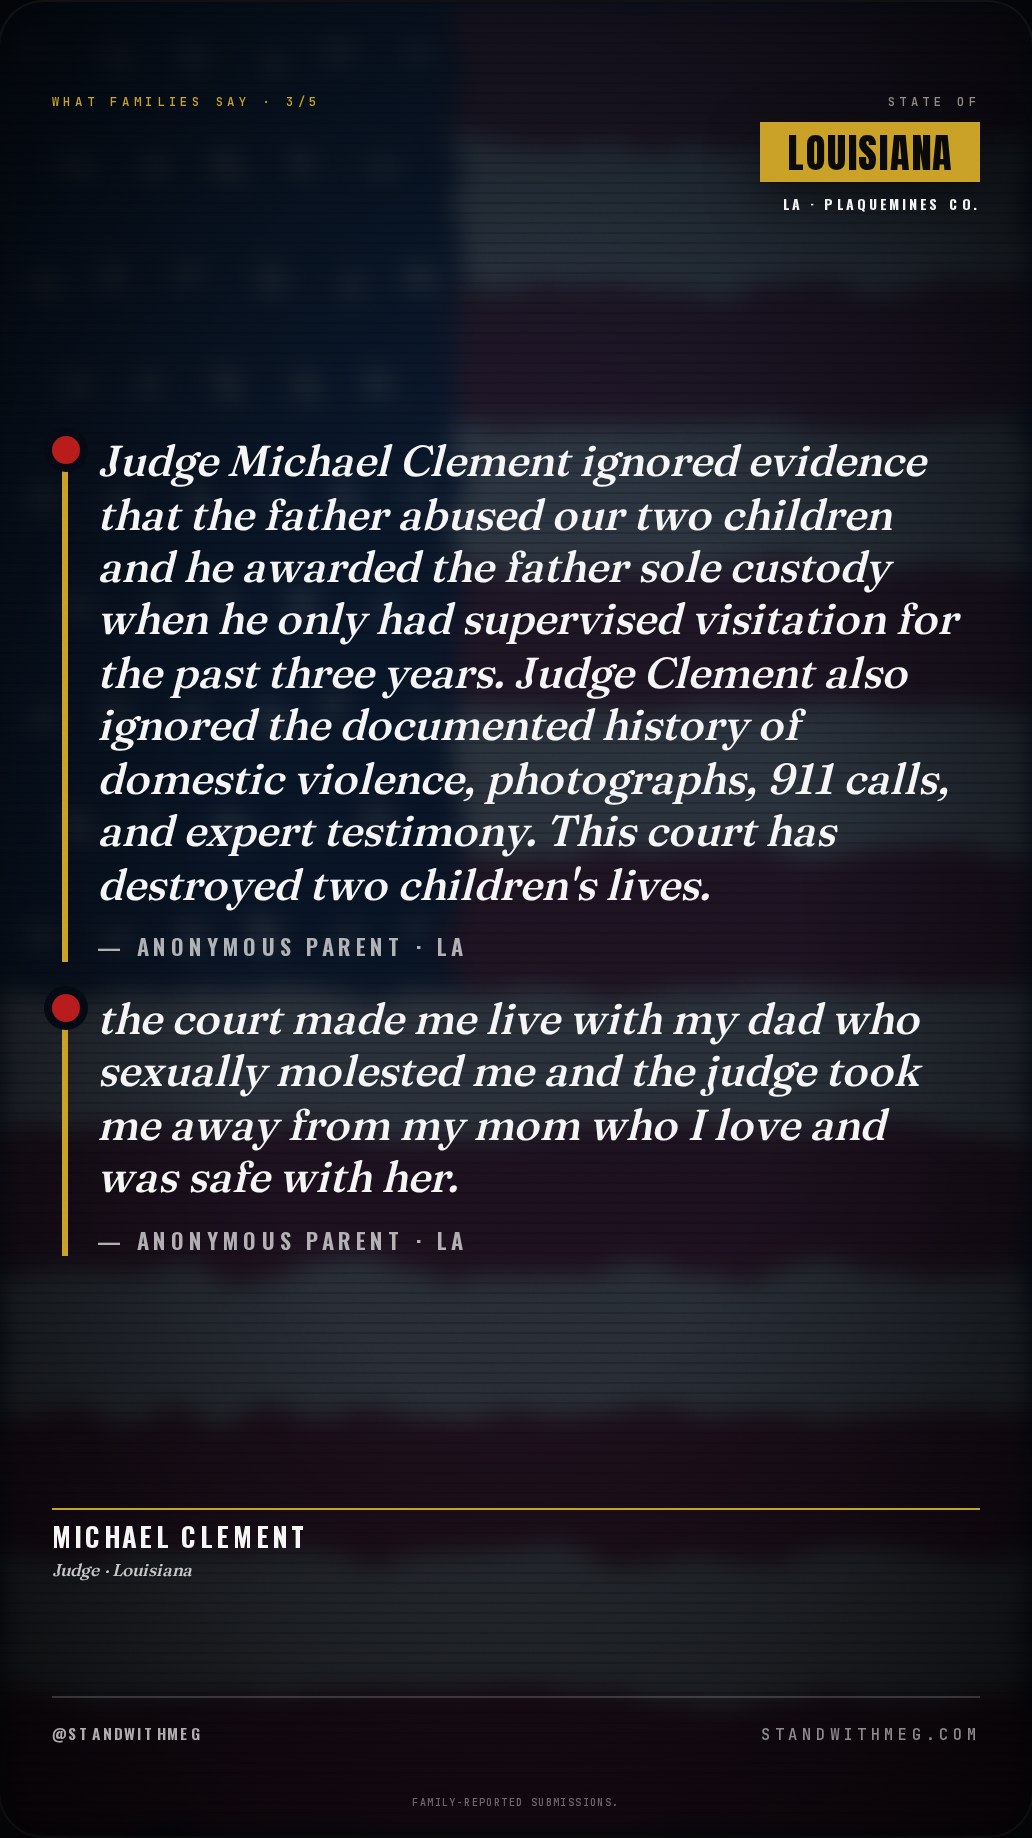 WHAT FAMILIES SAY · 3/5
STATE OF
LOUISIANA
LA · PLAQUEMINES CO.
Judge Michael Clement ignored evidence
that the father abused our two children
and he awarded the father sole custody
when he only had supervised visitation for
the past three years. Judge Clement also
ignored the documented history of
domestic violence, photographs, 911 calls,
and expert testimony. This court has
destroyed two children's lives.
— ANONYMOUS PARENT · LA
the court made me live with my dad who
sexually molested me and the judge took
me away from my mom who I love and
was safe with her.
— ANONYMOUS PARENT · LA
MICHAEL CLEMENT
Judge · Louisiana
@STANDWITHMEG
STANDWITHMEG.COM
FAMILY-REPORTED SUBMISSIONS.